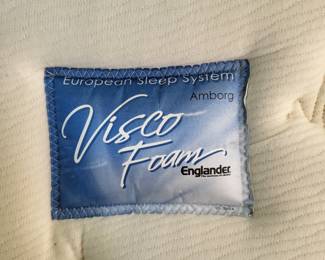 European Sleep System
Amborg
Visco
Foam
Englander